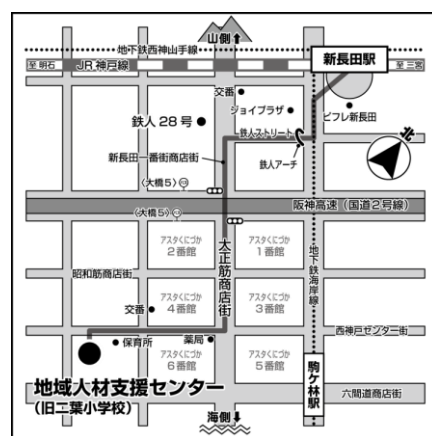 山側↑
地下鉄西神山手線
新長田駅
至 明石
JR神戸線
至 三宮
交番
ジョイプラザ
ピフレ新長田
鉄人28号
鉄人ストリート
新長田一番街商店街
鉄人アーチ
北
〈大橋5〉
阪神高速（国道2号線）
〈大橋5〉
アスタくにづか
2番館
アスタくにづか
1番館
大正筋商店街
地下鉄海岸線
昭和筋商店街
アスタくにづか
4番館
アスタくにづか
3番館
交番
西神戸センター街
保育所
薬局
アスタくにづか
6番館
アスタくにづか
5番館
駒ケ林駅
地域人材支援センター
（旧二葉小学校）
六間道商店街
海側↓